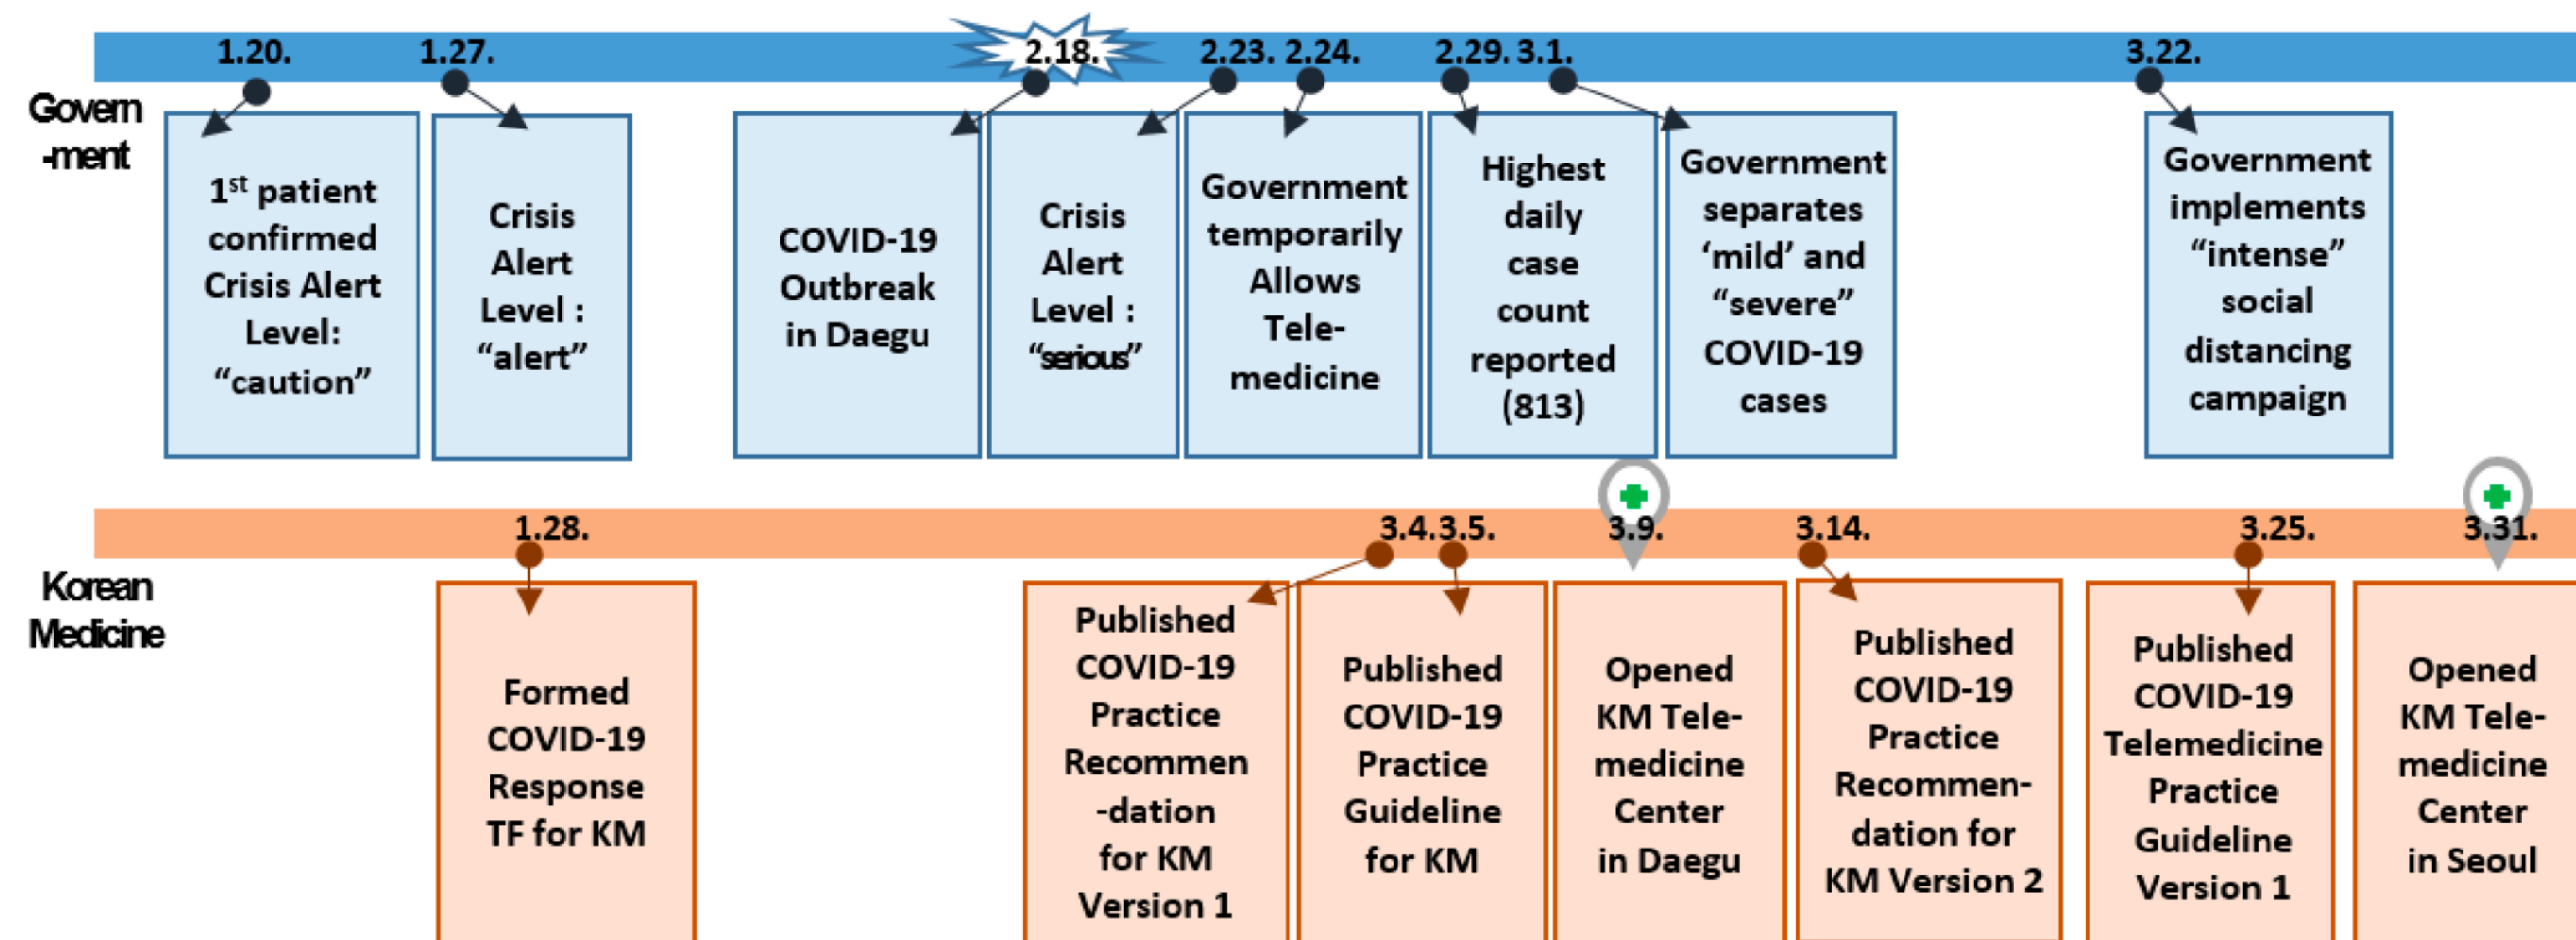 1.20.
1.27.
2.18.
2.23.
2.24.
2.29.
3.1.
3.22.
Govern
-ment
1st patient
confirmed
Crisis Alert
Level:
“caution”
Crisis
Alert
Level :
“alert”
COVID-19
Outbreak
in Daegu
Crisis
Alert
Level :
“serious”
Government
temporarily
Allows
Tele-
medicine
Highest
daily
case
count
reported
(813)
Government
separates
‘mild’ and
“severe”
COVID-19
cases
Government
implements
“intense”
social
distancing
campaign
1.28.
3.4.
3.5.
3.9.
3.14.
3.25.
3.31.
Korean
Medicine
Formed
COVID-19
Response
TF for KM
Published
COVID-19
Practice
Recommen
-dation
for KM
Version 1
Published
COVID-19
Practice
Guideline
for KM
Opened
KM Tele-
medicine
Center
in Daegu
Published
COVID-19
Practice
Recommen-
dation for
KM Version 2
Published
COVID-19
Telemedicine
Practice
Guideline
Version 1
Opened
KM Tele-
medicine
Center
in Seoul